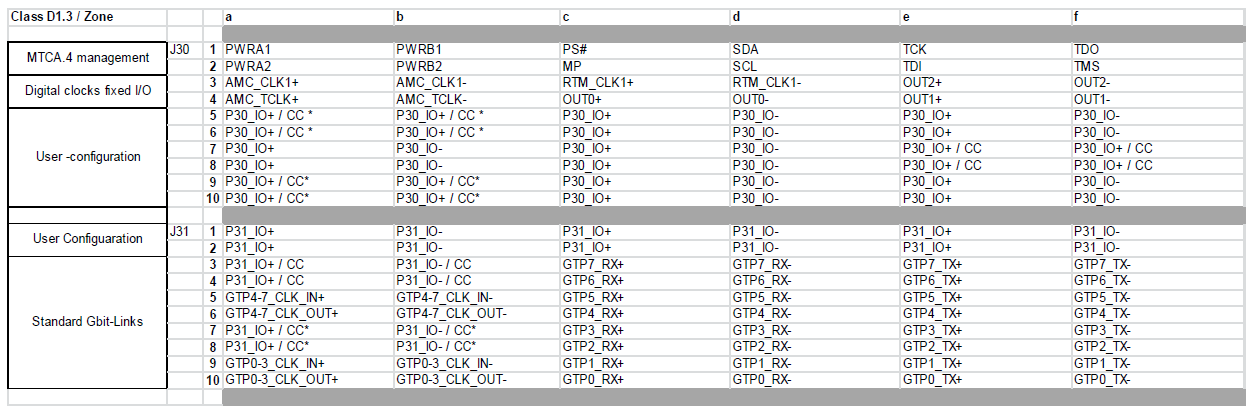 Class D1.3 / Zone a b c d e f
MTCA.4 management J30 1 PWRA1 PWRB1 PS# SDA TCK TDO
2 PWRA2 PWRB2 MP SCL TDI TMS
Digital clocks fixed I/O 3 AMC_CLK1+ AMC_CLK1- RTM_CLK1+ RTM_CLK1- OUT2+ OUT2-
4 AMC_TCLK+ AMC_TCLK- OUT0+ OUT0- OUT1+ OUT1-
User -configuration 5 P30_IO+ / CC * P30_IO+ / CC * P30_IO+ P30_IO- P30_IO+ P30_IO-
6 P30_IO+ / CC * P30_IO+ / CC * P30_IO+ P30_IO- P30_IO+ P30_IO-
7 P30_IO+ P30_IO- P30_IO+ P30_IO- P30_IO+ / CC P30_IO+ / CC
8 P30_IO+ P30_IO- P30_IO+ P30_IO- P30_IO+ / CC P30_IO+ / CC
9 P30_IO+ / CC* P30_IO+ / CC* P30_IO+ P30_IO- P30_IO+ P30_IO-
10 P30_IO+ / CC* P30_IO+ / CC* P30_IO+ P30_IO- P30_IO+ P30_IO-
User Configuaration J31 1 P31_IO+ P31_IO- P31_IO+ P31_IO- P31_IO+ P31_IO-
2 P31_IO+ P31_IO- P31_IO+ P31_IO- P31_IO+ P31_IO-
Standard Gbit-Links 3 P31_IO+ / CC P31_IO- / CC GTP7_RX+ GTP7_RX- GTP7_TX+ GTP7_TX-
4 P31_IO+ / CC P31_IO- / CC GTP6_RX+ GTP6_RX- GTP6_TX+ GTP6_TX-
5 GTP4-7_CLK_IN+ GTP4-7_CLK_IN- GTP5_RX+ GTP5_RX- GTP5_TX+ GTP5_TX-
6 GTP4-7_CLK_OUT+ GTP4-7_CLK_OUT- GTP4_RX+ GTP4_RX- GTP4_TX+ GTP4_TX-
7 P31_IO+ / CC* P31_IO- / CC* GTP3_RX+ GTP3_RX- GTP3_TX+ GTP3_TX-
8 P31_IO+ / CC* P31_IO- / CC* GTP2_RX+ GTP2_RX- GTP2_TX+ GTP2_TX-
9 GTP0-3_CLK_IN+ GTP0-3_CLK_IN- GTP1_RX+ GTP1_RX- GTP1_TX+ GTP1_TX-
10 GTP0-3_CLK_OUT+ GTP0-3_CLK_OUT- GTP0_RX+ GTP0_RX- GTP0_TX+ GTP0_TX-